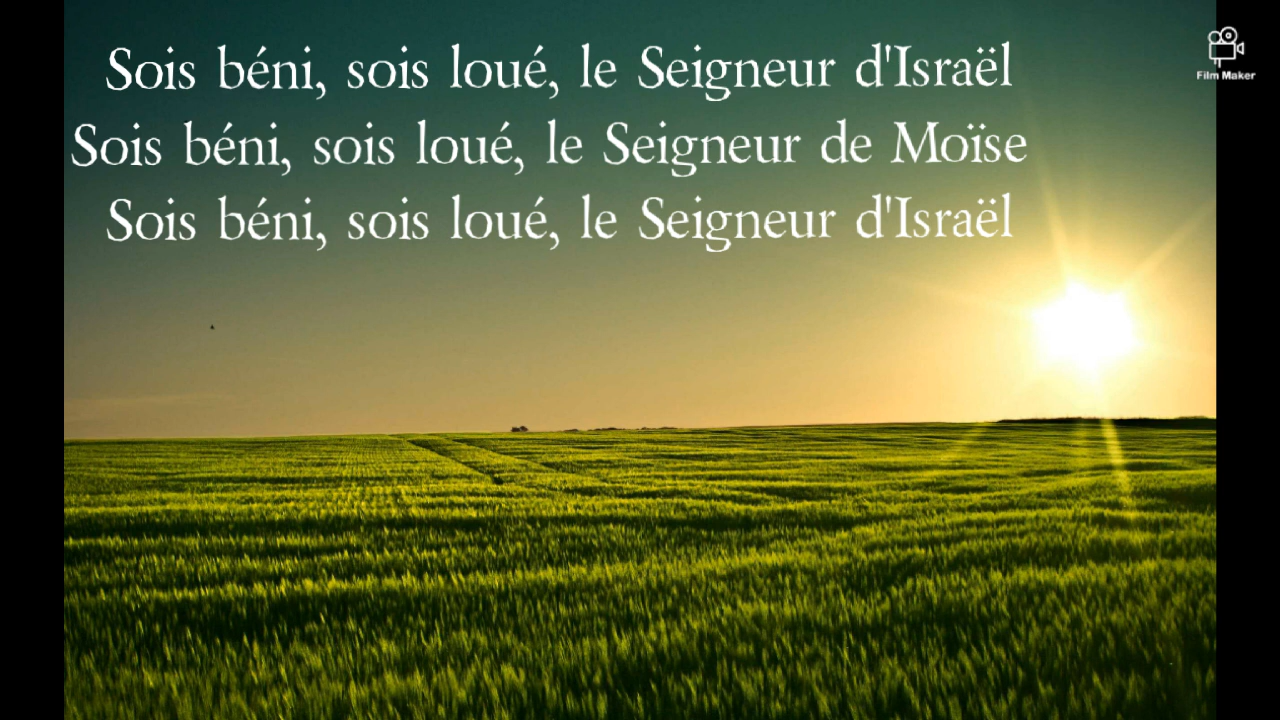 Sois béni, sois loué, le Seigneur d'Israël
Sois béni, sois loué, le Seigneur de Moïse
Sois béni, sois loué, le Seigneur d'Israël
Film Maker